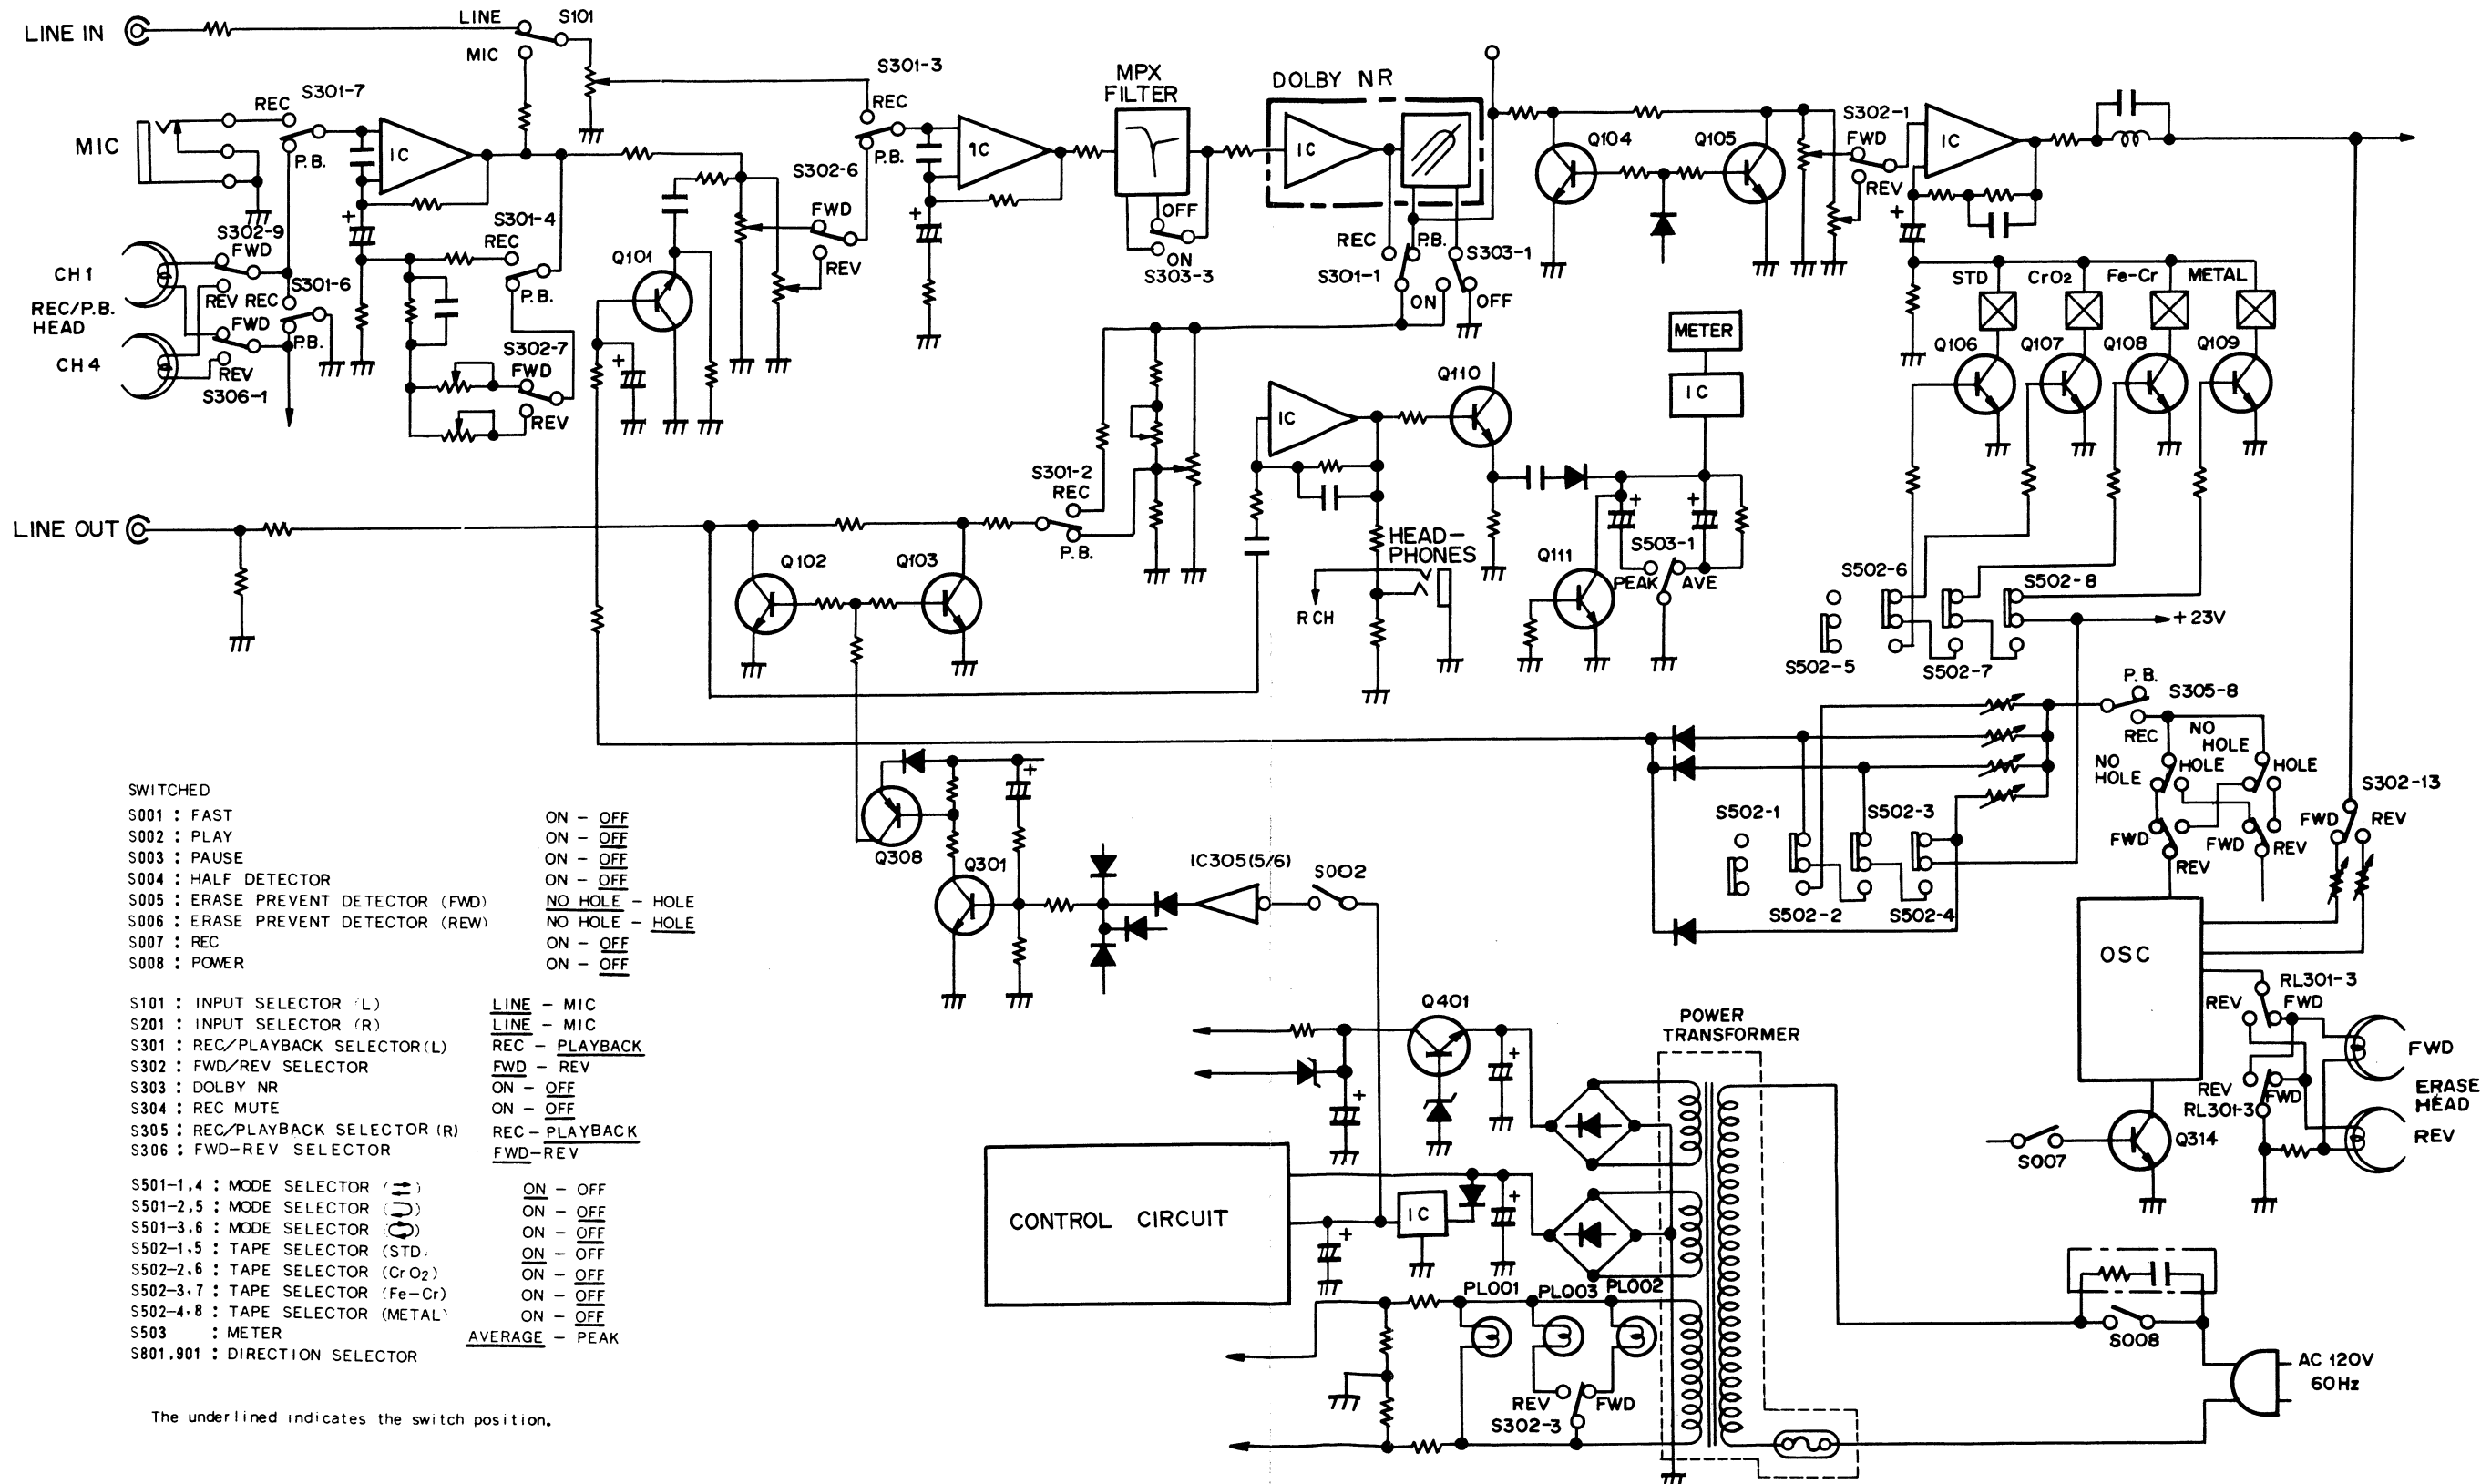 LINE IN
LINE
S101
MIC
S301-7
REC
MIC
P.B.
IC
S301-3
REC
P.B.
IC
MPX
FILTER
OFF
ON
S303-3
DOLBY NR
IC
REC
P.B.
S301-1
S303-1
ON
OFF
Q104
Q105
S302-1
FWD
REV
IC
S302-9
FWD
CH 1
REV
REC
S301-6
REC/P.B.
HEAD
FWD
P.B.
CH 4
REV
S306-1
S301-4
REC
P.B.
S302-7
FWD
REV
Q101
S302-6
FWD
REV
STD
CrO2
Fe-Cr
METAL
Q106
Q107
Q108
Q109
METER
IC
Q110
IC
LINE OUT
S301-2
REC
P.B.
Q102
Q103
HEAD-
PHONES
R CH
Q111
S503-1
PEAK
AVE
S502-6
S502-8
+23V
S502-5
S502-7
P.B.
S305-8
REC
NO
HOLE
NO
HOLE
HOLE
HOLE
FWD
REV
FWD
REV
S302-13
FWD
REV
S502-1
S502-3
S502-2
S502-4
Q308
Q301
IC305(5/6)
S002
OSC
RL301-3
REV
FWD
REV
FWD
RL301-3
FWD
ERASE
HEAD
REV
S007
Q314
Q401
POWER
TRANSFORMER
CONTROL CIRCUIT
IC
PL001
PL003
PL002
REV
FWD
S302-3
S008
AC 120V
60Hz
SWITCHED
S001 : FAST ON - OFF
S002 : PLAY ON - OFF
S003 : PAUSE ON - OFF
S004 : HALF DETECTOR ON - OFF
S005 : ERASE PREVENT DETECTOR (FWD) NO HOLE - HOLE
S006 : ERASE PREVENT DETECTOR (REW) NO HOLE - HOLE
S007 : REC ON - OFF
S008 : POWER ON - OFF
S101 : INPUT SELECTOR (L) LINE - MIC
S201 : INPUT SELECTOR (R) LINE - MIC
S301 : REC/PLAYBACK SELECTOR(L) REC - PLAYBACK
S302 : FWD/REV SELECTOR FWD - REV
S303 : DOLBY NR ON - OFF
S304 : REC MUTE ON - OFF
S305 : REC/PLAYBACK SELECTOR (R) REC - PLAYBACK
S306 : FWD-REV SELECTOR FWD-REV
S501-1,4 : MODE SELECTOR (⇄) ON - OFF
S501-2,5 : MODE SELECTOR (⊃) ON - OFF
S501-3,6 : MODE SELECTOR (⟳) ON - OFF
S502-1,5 : TAPE SELECTOR (STD) ON - OFF
S502-2,6 : TAPE SELECTOR (CrO2) ON - OFF
S502-3,7 : TAPE SELECTOR (Fe-Cr) ON - OFF
S502-4,8 : TAPE SELECTOR (METAL) ON - OFF
S503 : METER AVERAGE - PEAK
S801,901 : DIRECTION SELECTOR
The underlined indicates the switch position.